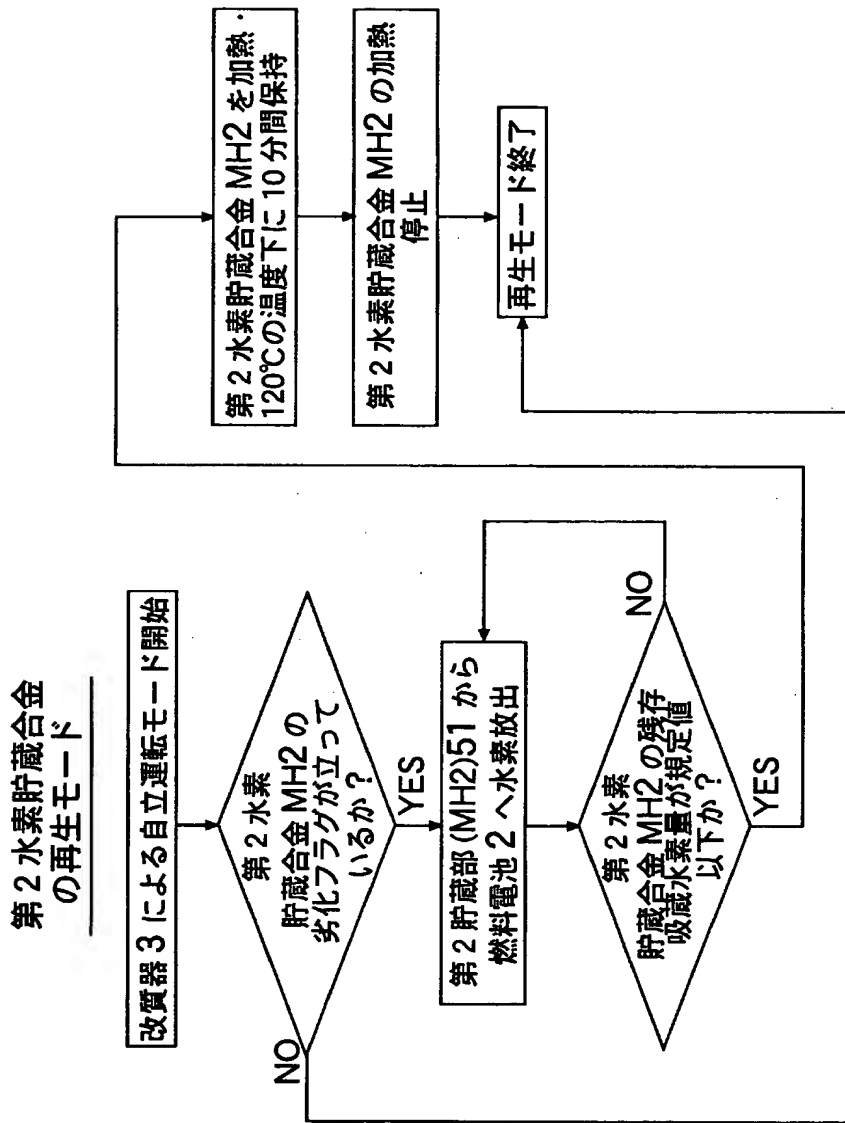 第2水素貯蔵合金
の再生モード
改質器3による自立運転モード開始
第2水素
貯蔵合金MH2の
劣化フラグが立って
いるか？
NO
YES
第2貯蔵部(MH2)51から
燃料電池2へ水素放出
第2水素
貯蔵合金MH2の残存
吸蔵水素量が規定値
以下か？
NO
YES
第2水素貯蔵合金MH2を加熱・
120℃の温度下に10分間保持
第2水素貯蔵合金MH2の加熱
停止
再生モード終了